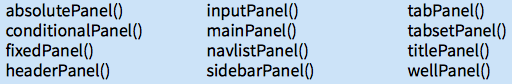 absolutePanel()
conditionalPanel()
fixedPanel()
headerPanel()
inputPanel()
mainPanel()
navlistPanel()
sidebarPanel()
tabPanel()
tabsetPanel()
titlePanel()
wellPanel()